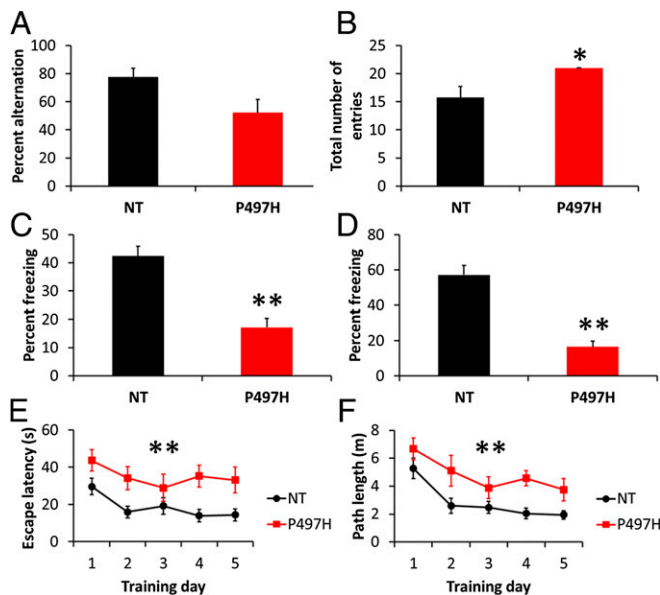 A
Percent alternation
100
80
60
40
20
0
NT
P497H
B
Total number of
entries
25
20
15
10
5
0
*
NT
P497H
C
Percent freezing
50
40
30
20
10
0
**
NT
P497H
D
Percent freezing
80
60
40
20
0
**
NT
P497H
E
Escape latency (s)
60
40
20
0
**
1 2 3 4 5
Training day
NT
P497H
F
Path length (m)
8
6
4
2
0
**
1 2 3 4 5
Training day
NT
P497H